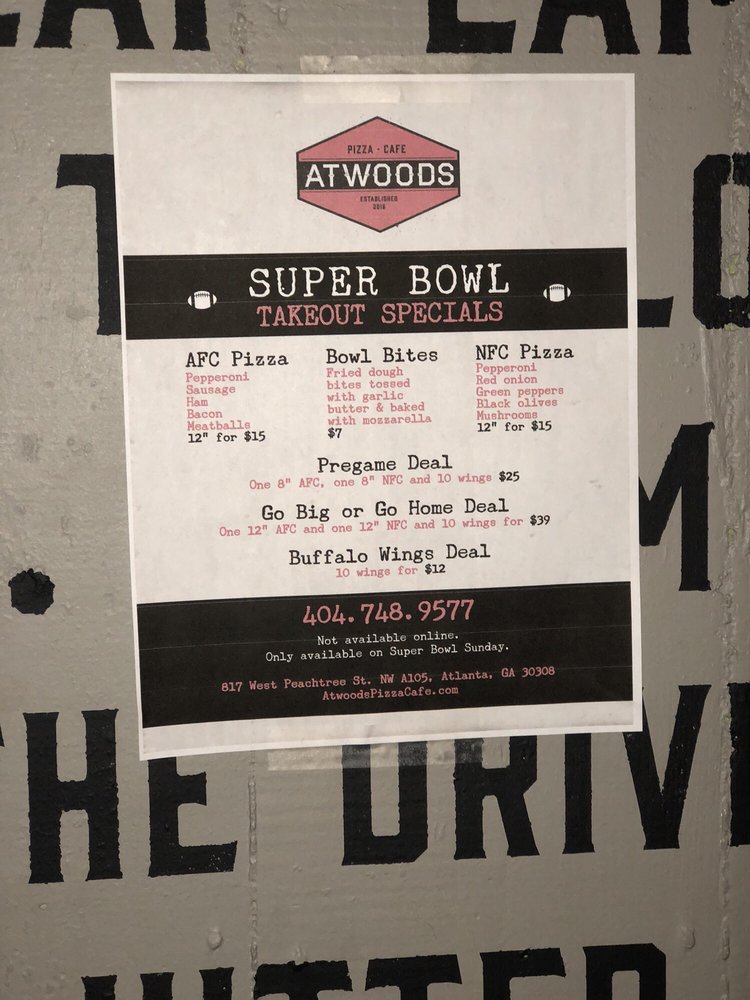 PIZZA · CAFE
ATWOODS
ESTABLISHED
2016
SUPER BOWL
TAKEOUT SPECIALS
AFC Pizza
Pepperoni
Sausage
Ham
Bacon
Meatballs
12" for $15
Bowl Bites
Fried dough
bites tossed
with garlic
butter & baked
with mozzarella
$7
NFC Pizza
Pepperoni
Red onion
Green peppers
Black olives
Mushrooms
12" for $15
Pregame Deal
One 8" AFC, one 8" NFC and 10 wings $25
Go Big or Go Home Deal
One 12" AFC and one 12" NFC and 10 wings for $39
Buffalo Wings Deal
10 wings for $12
404.748.9577
Not available online.
Only available on Super Bowl Sunday.
817 West Peachtree St. NW A105, Atlanta, GA 30308
AtwoodsPizzaCafe.com